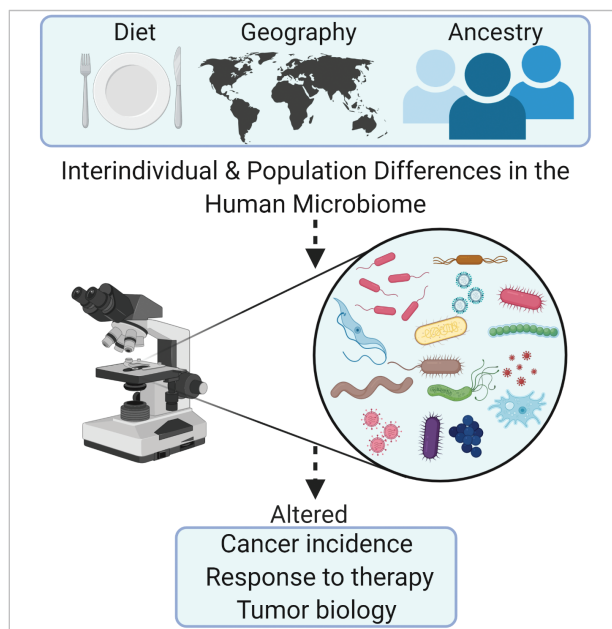 Diet Geography Ancestry
Interindividual & Population Differences in the
Human Microbiome
Altered
Cancer incidence
Response to therapy
Tumor biology